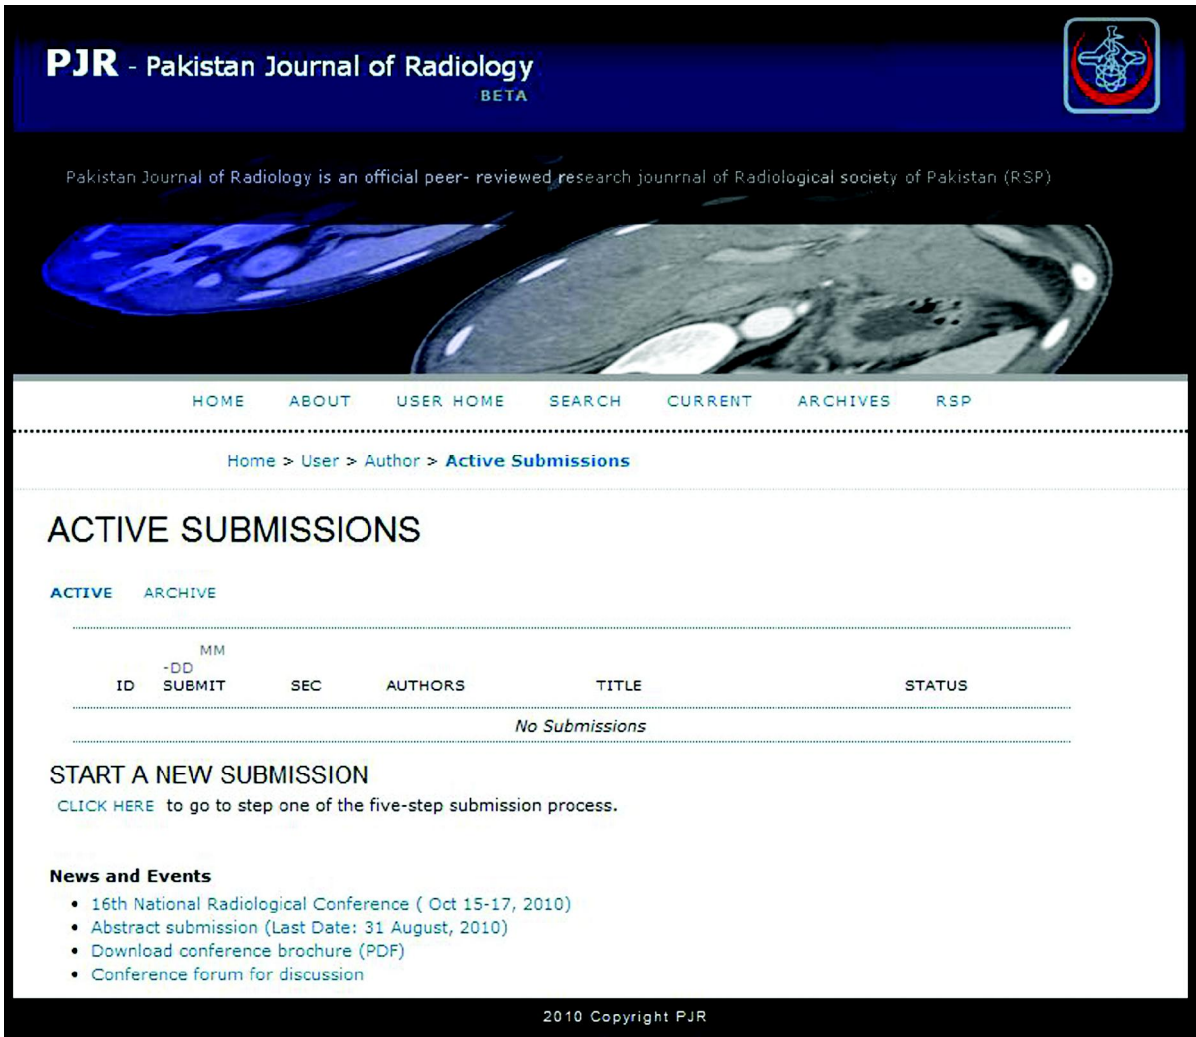 PJR - Pakistan Journal of Radiology
BETA
Pakistan Journal of Radiology is an official peer- reviewed research jounrnal of Radiological society of Pakistan (RSP)
HOME ABOUT USER HOME SEARCH CURRENT ARCHIVES RSP
Home > User > Author > Active Submissions
ACTIVE SUBMISSIONS
ACTIVE ARCHIVE
MM
-DD
ID SUBMIT SEC AUTHORS TITLE STATUS
No Submissions
START A NEW SUBMISSION
CLICK HERE to go to step one of the five-step submission process.
News and Events
• 16th National Radiological Conference ( Oct 15-17, 2010)
• Abstract submission (Last Date: 31 August, 2010)
• Download conference brochure (PDF)
• Conference forum for discussion
2010 Copyright PJR